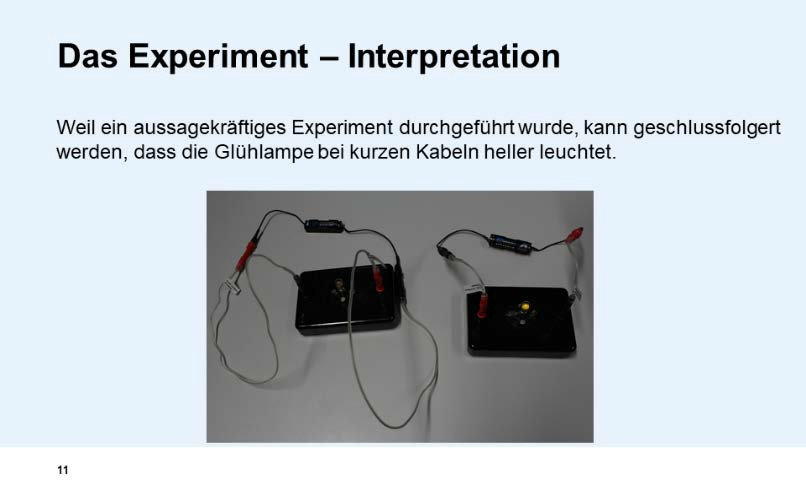 Das Experiment – Interpretation
Weil ein aussagekräftiges Experiment durchgeführt wurde, kann geschlussfolgert
werden, dass die Glühlampe bei kurzen Kabeln heller leuchtet.
11